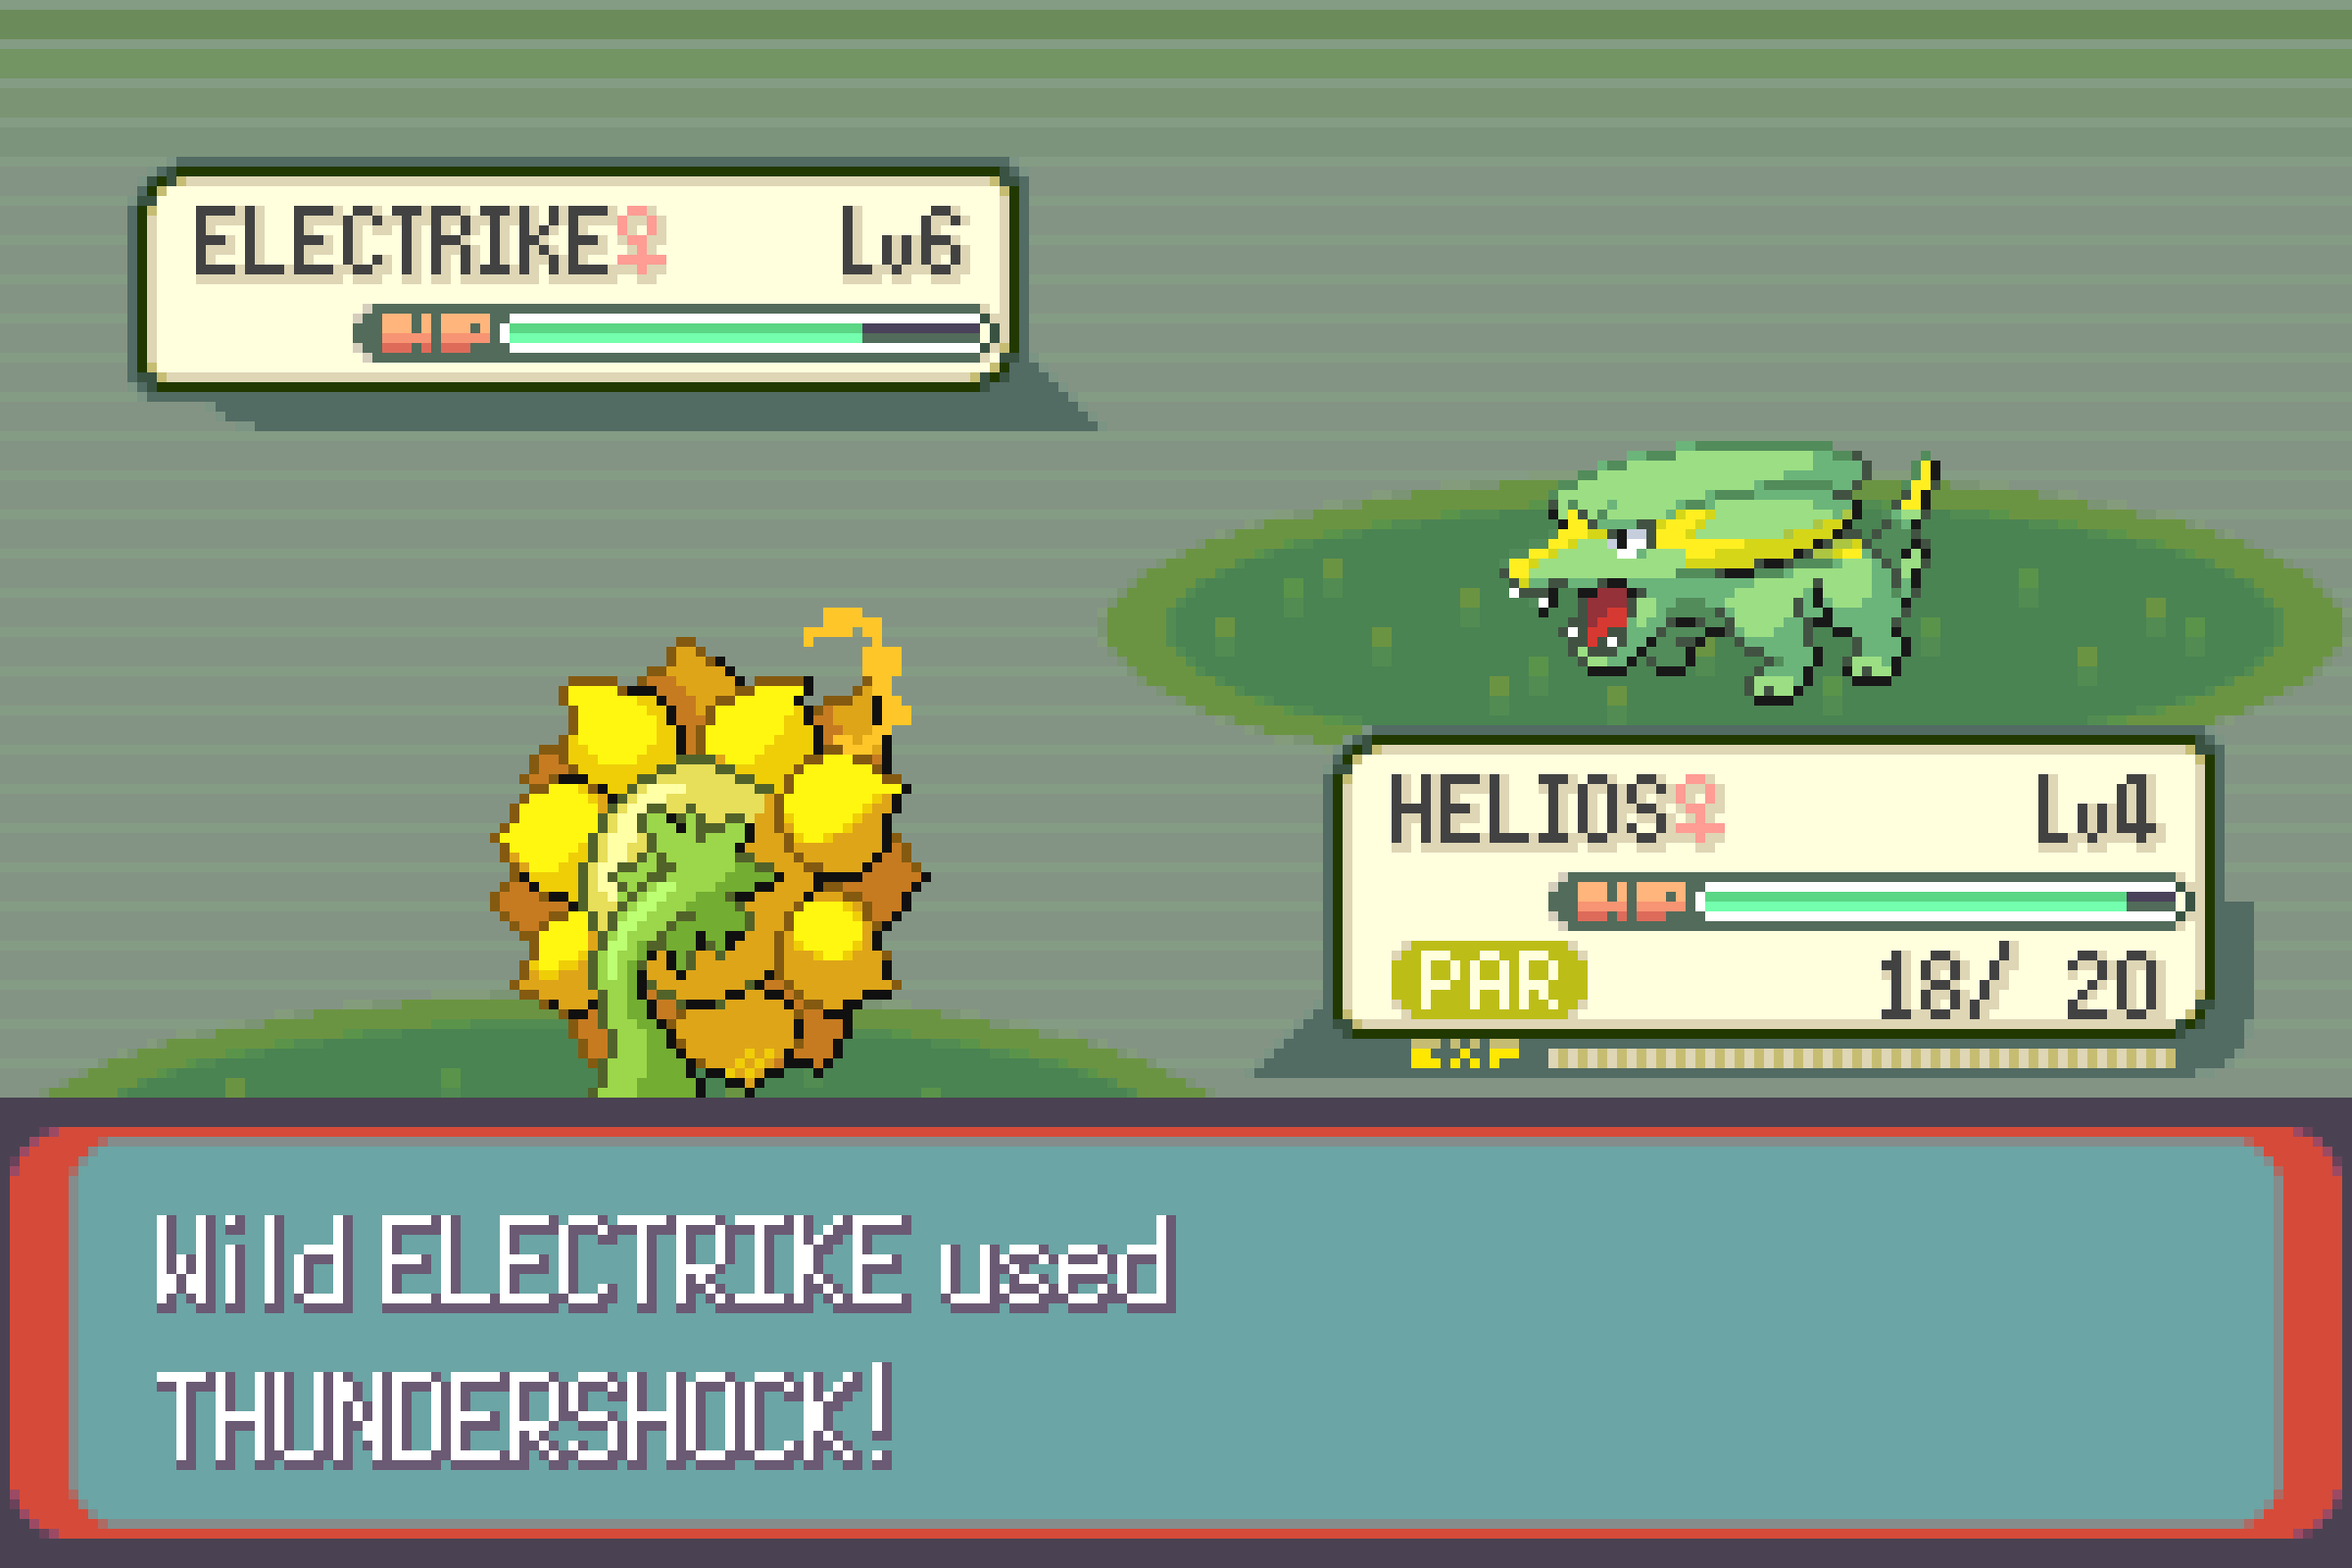 ELECTRIKE♀ Lv6
HP
HELIOS♀ Lv4
HP
PAR 18/ 20
EXP
Wild ELECTRIKE used
THUNDERSHOCK!